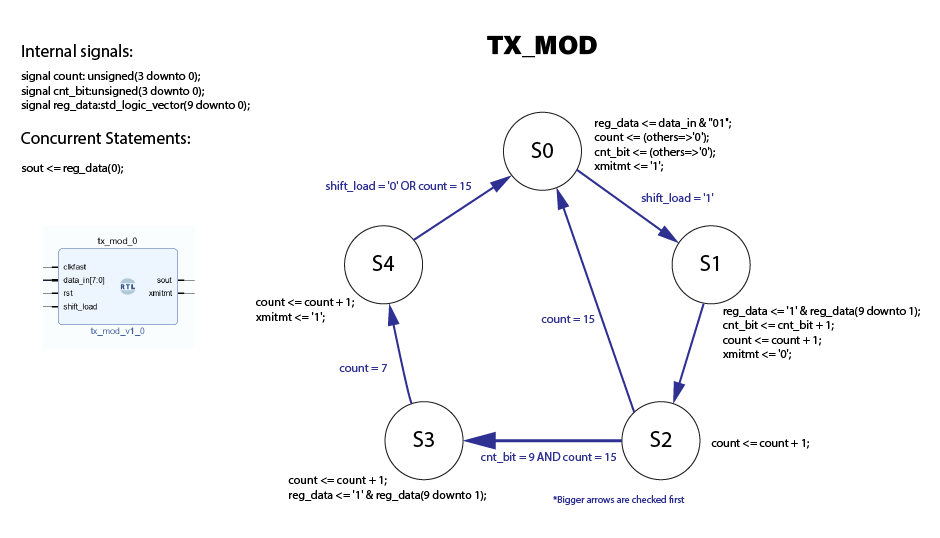 TX_MOD
Internal signals:
signal count: unsigned(3 downto 0);
signal cnt_bit:unsigned(3 downto 0);
signal reg_data:std_logic_vector(9 downto 0);
Concurrent Statements:
sout <= reg_data(0);
tx_mod_0
clkfast
data_in[7:0]
rst
shift_load
RTL
sout
xmitmt
tx_mod_v1_0
S0
reg_data <= data_in & "01";
count <= (others=>'0');
cnt_bit <= (others=>'0');
xmitmt <= '1';
shift_load = '0' OR count = 15
shift_load = '1'
S4
count <= count + 1;
xmitmt <= '1';
S1
reg_data <= '1' & reg_data(9 downto 1);
cnt_bit <= cnt_bit + 1;
count <= count + 1;
xmitmt <= '0';
count = 15
count = 7
S3
count <= count + 1;
reg_data <= '1' & reg_data(9 downto 1);
cnt_bit = 9 AND count = 15
S2
count <= count + 1;
*Bigger arrows are checked first